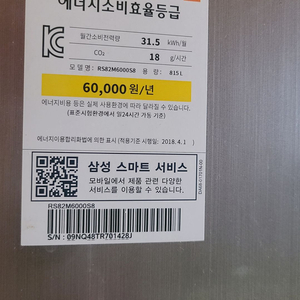 에너지소비효율등급
월간소비전력량 31.5 kWh/월
CO₂ 18 g/시간
모델명 : RS82M6000S8 용량 : 815 L
60,000원/년
에너지비용 등은 실제 사용환경에 따라 달라질 수 있습니다.
(표준시험환경에서 일24시간 가동 기준)
에너지이용합리화법에 의한 표시 (적용기준 시행일: 2018. 4. 1 )
삼성 스마트 서비스
모바일에서 제품 관련 다양한
서비스를 이용할 수 있습니다.
RS82M6000S8
S/N : 09NQ48TR701428J